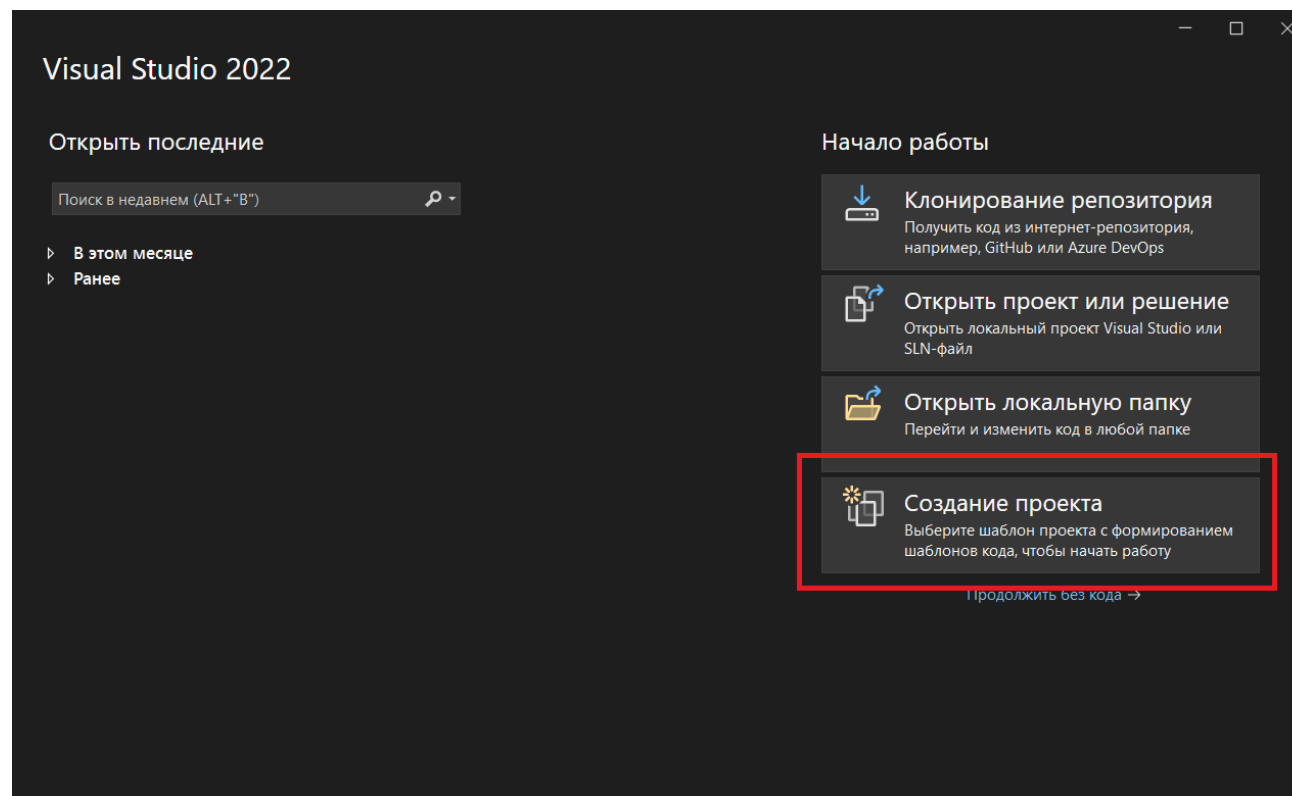 Visual Studio 2022
Открыть последние
Поиск в недавнем (ALT+"В")
В этом месяце
Ранее
Начало работы
Клонирование репозитория
Получить код из интернет-репозитория,
например, GitHub или Azure DevOps
Открыть проект или решение
Открыть локальный проект Visual Studio или
SLN-файл
Открыть локальную папку
Перейти и изменить код в любой папке
Создание проекта
Выберите шаблон проекта с формированием
шаблонов кода, чтобы начать работу
Продолжить без кода →